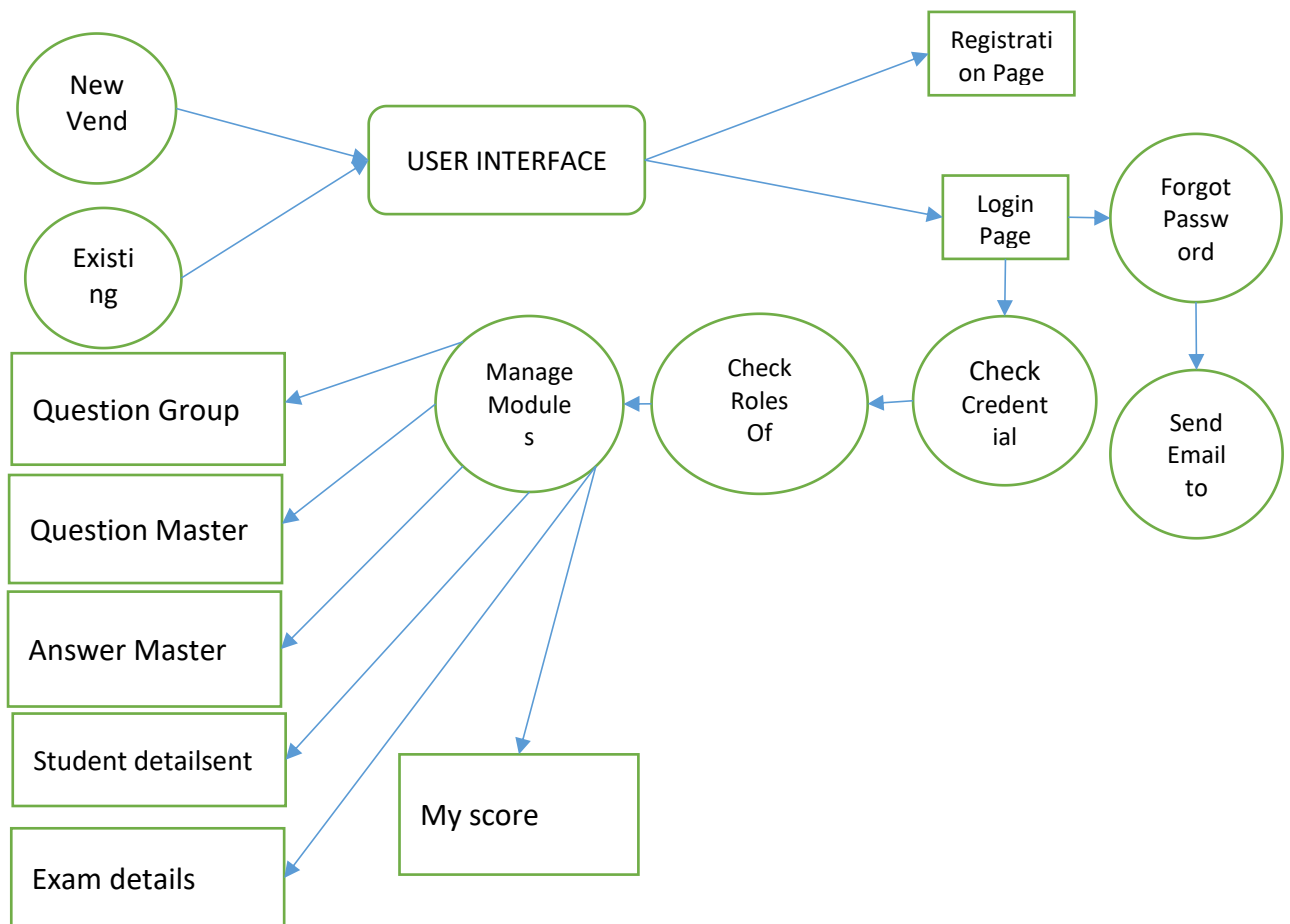 New
Vend
USER INTERFACE
Registrati
on Page
Login
Page
Forgot
Passw
ord
Existi
ng
Manage
Module
s
Check
Roles
Of
Check
Credent
ial
Send
Email
to
Question Group
Question Master
Answer Master
Student detailsent
My score
Exam details